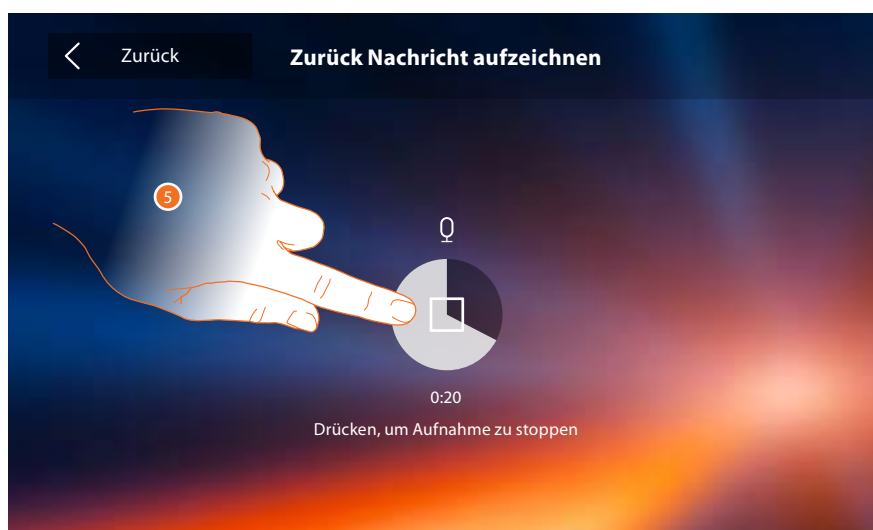 Zurück
Zurück Nachricht aufzeichnen
5
0:20
Drücken, um Aufnahme zu stoppen